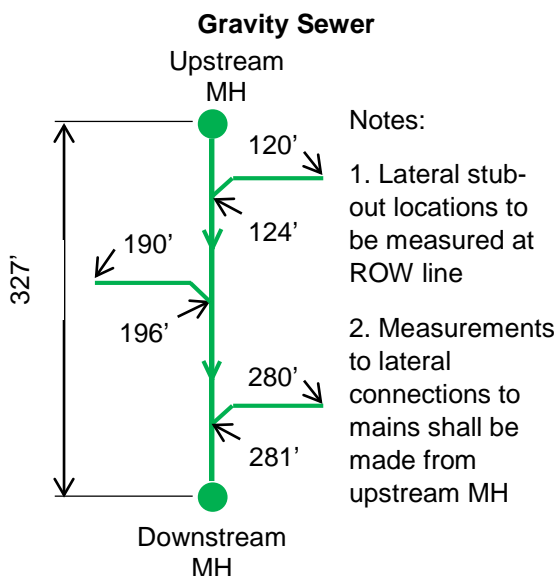 Gravity Sewer
Upstream
MH
120’
124’
190’
196’
327’
280’
281’
Downstream
MH
Notes:
1. Lateral stub-
out locations to
be measured at
ROW line
2. Measurements
to lateral
connections to
mains shall be
made from
upstream MH